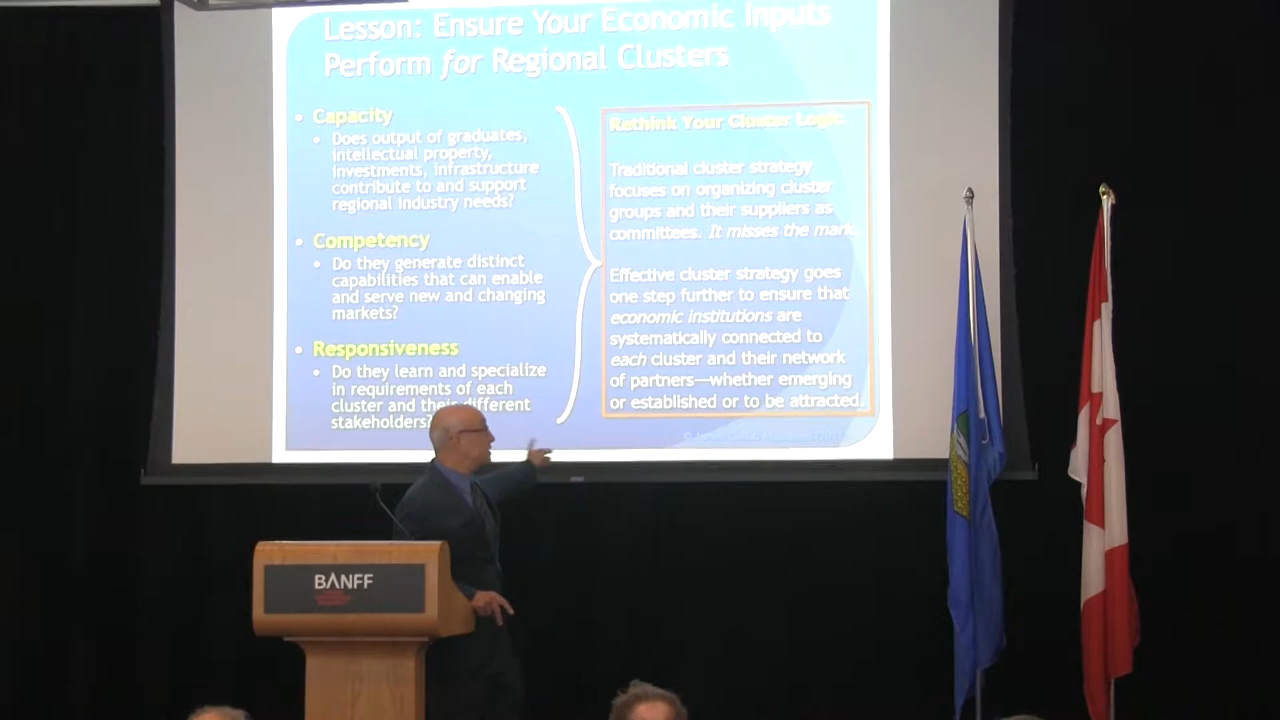 Lesson: Ensure Your Economic Inputs
Perform for Regional Clusters
• Capacity
• Does output of graduates,
intellectual property,
investments, infrastructure
contribute to and support
regional industry needs?
• Competency
• Do they generate distinct
capabilities that can enable
and serve new and changing
markets?
• Responsiveness
• Do they learn and specialize
in requirements of each
cluster and their different
stakeholders?
Rethink Your Cluster Logic
Traditional cluster strategy
focuses on organizing cluster
groups and their suppliers as
committees. It misses the mark
Effective cluster strategy goes
one step further to ensure that
economic institutions are
systematically connected to
each cluster and their network
of partners—whether emerging
or established or to be attracted.
BANFF